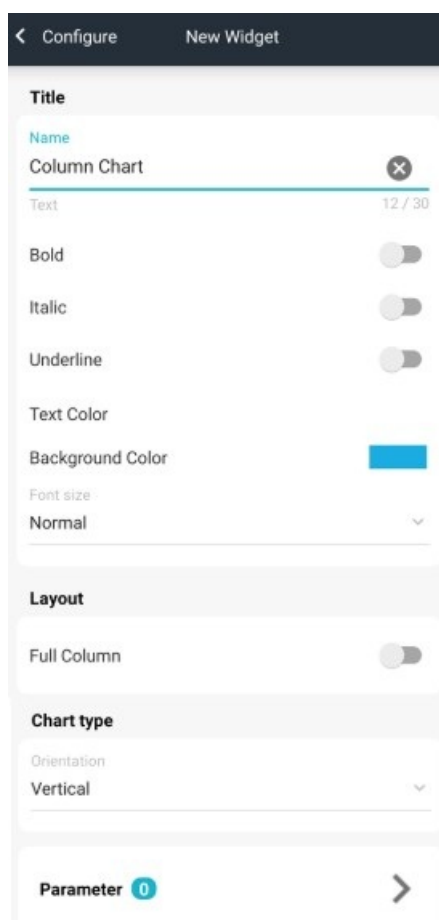 Configure New Widget
Title
Name
Column Chart
Text 12 / 30
Bold
Italic
Underline
Text Color
Background Color
Font size
Normal
Layout
Full Column
Chart type
Orientation
Vertical
Parameter 0